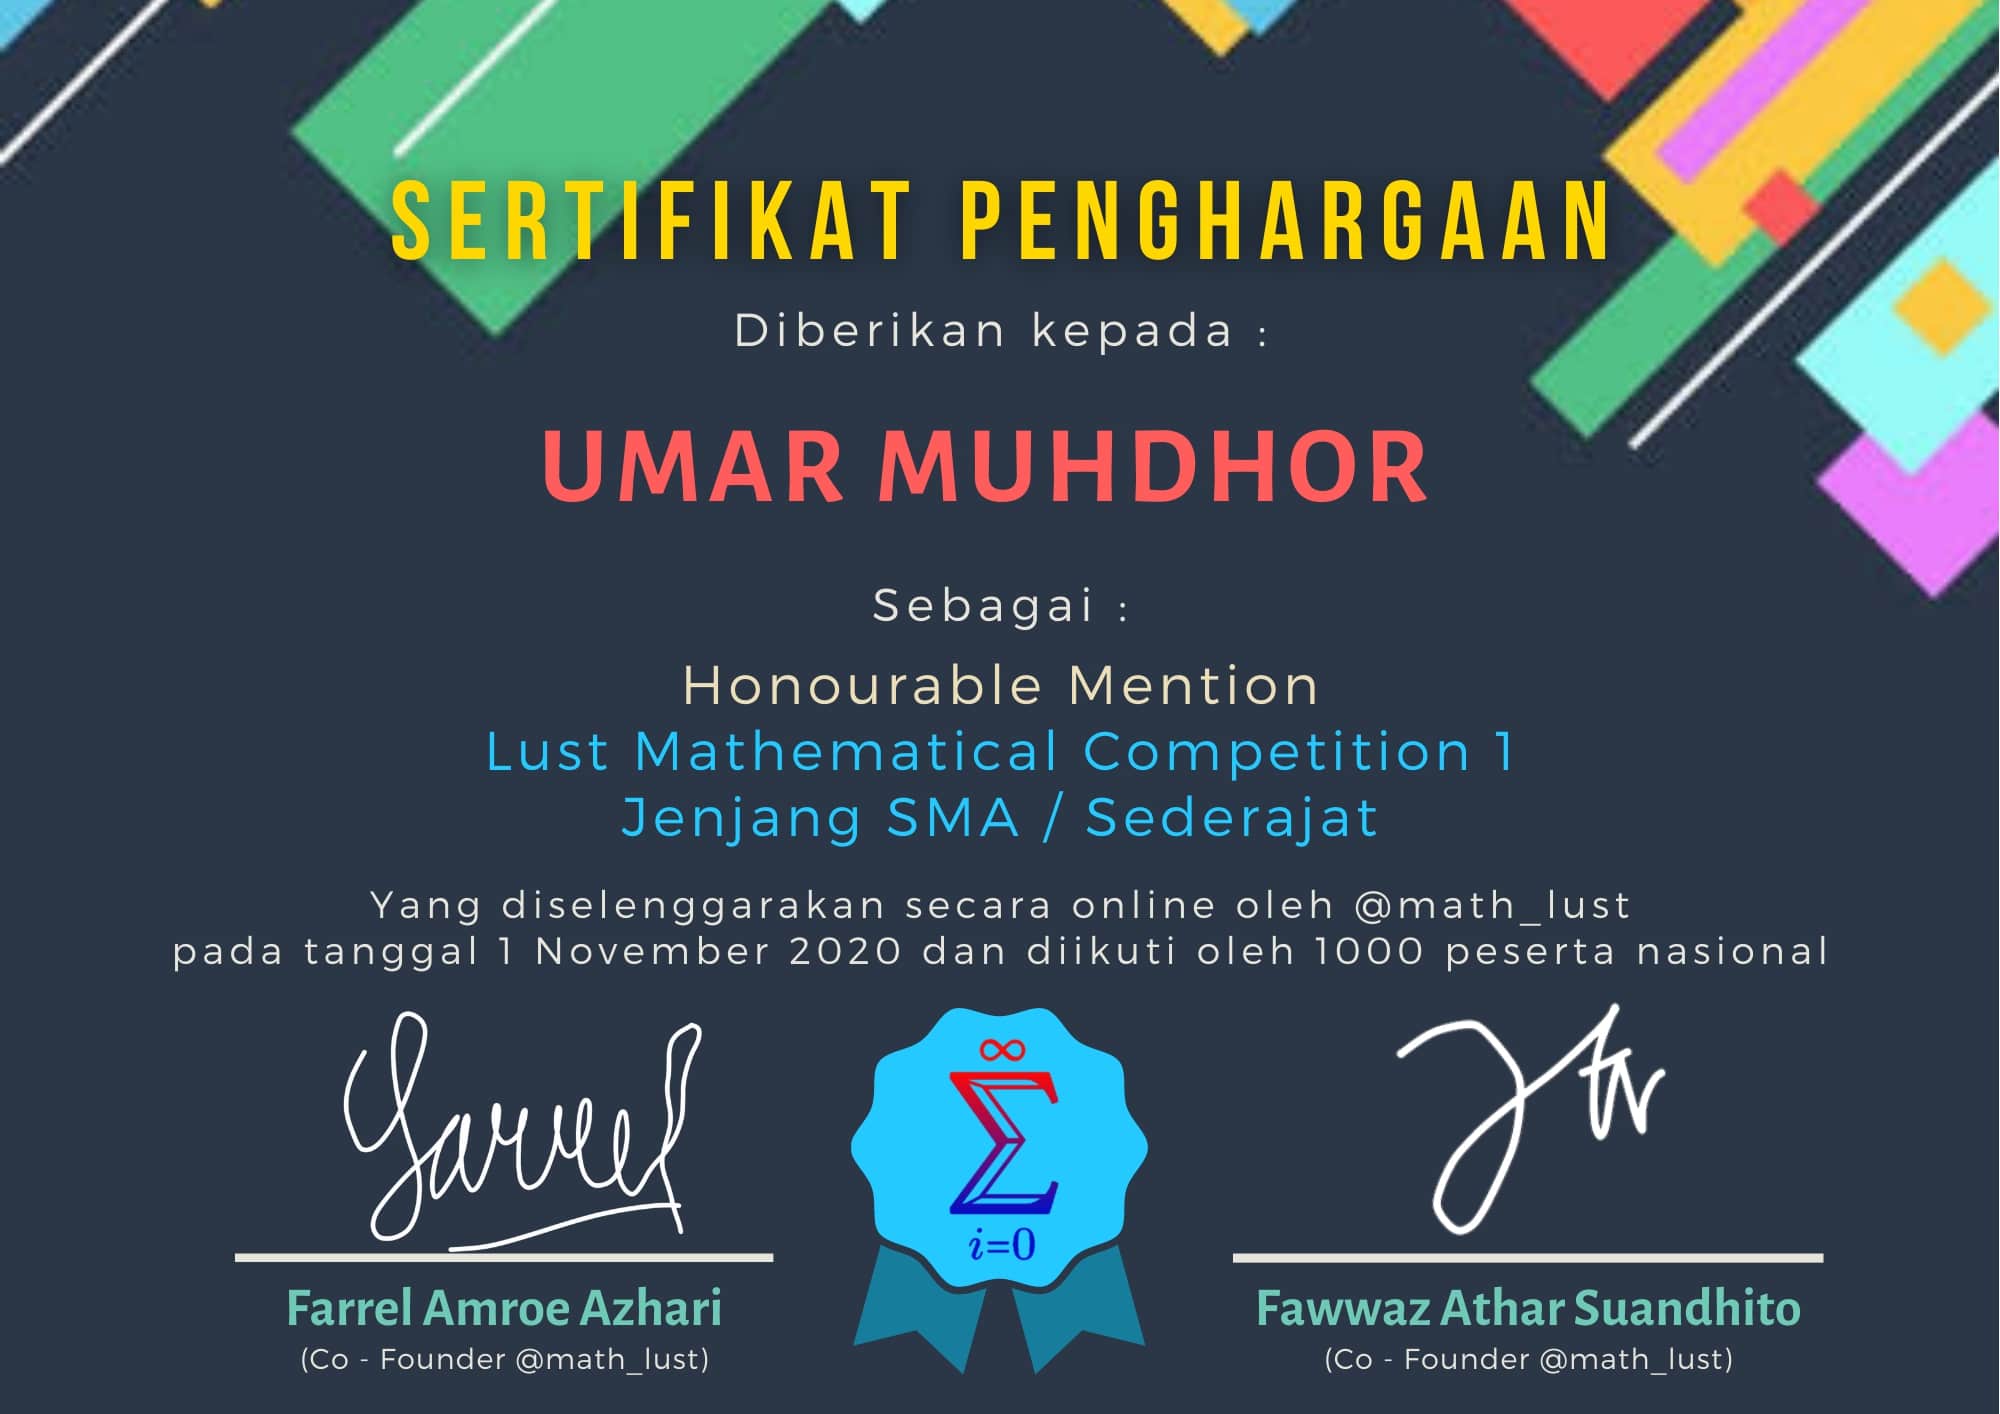 SERTIFIKAT PENGHARGAAN
Diberikan kepada :
UMAR MUHDHOR
Sebagai :
Honourable Mention
Lust Mathematical Competition 1
Jenjang SMA / Sederajat
Yang diselenggarakan secara online oleh @math_lust
pada tanggal 1 November 2020 dan diikuti oleh 1000 peserta nasional
Farrel
∞
Σ
i=0
Farrel Amroe Azhari
(Co - Founder @math_lust)
Fawwaz Athar Suandhito
(Co - Founder @math_lust)